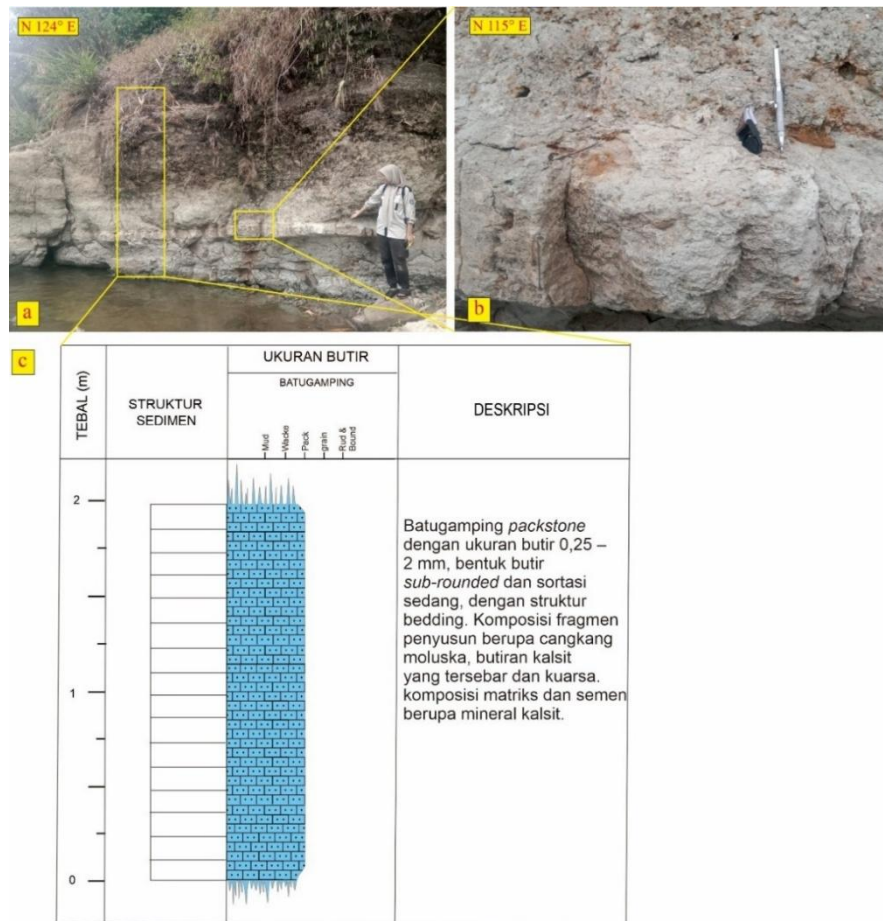 N 124° E
N 115° E
a
b
c
TEBAL (m)
STRUKTUR
SEDIMEN
UKURAN BUTIR
BATUGAMPING
Mud
Wacke
Pack
grain
Rud &
Bound
DESKRIPSI
2
1
0
Batugamping packstone
dengan ukuran butir 0,25 –
2 mm, bentuk butir
sub-rounded dan sortasi
sedang, dengan struktur
bedding. Komposisi fragmen
penyusun berupa cangkang
moluska, butiran kalsit
yang tersebar dan kuarsa.
komposisi matriks dan semen
berupa mineral kalsit.